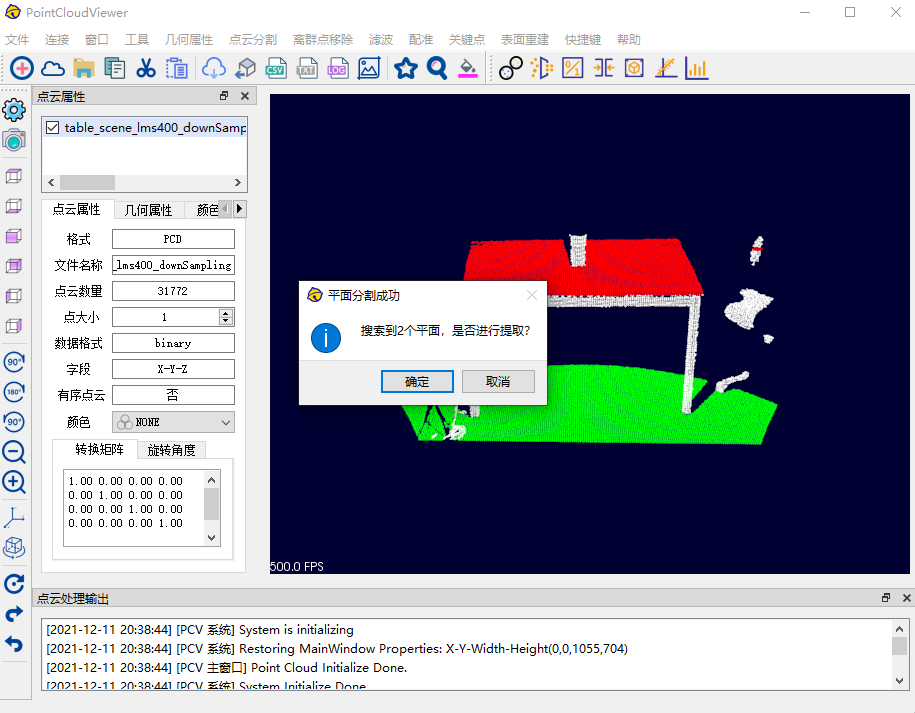 PointCloudViewer
文件 连接 窗口 工具 几何属性 点云分割 离群点移除 滤波 配准 关键点 表面重建 快捷键 帮助
CSV TXT LOG
点云属性
table_scene_lms400_downSamp
点云属性 几何属性 颜色
格式 PCD
文件名称 _lms400_downSampling
点云数量 31772
点大小 1
数据格式 binary
字段 X-Y-Z
有序点云 否
颜色 NONE
转换矩阵 旋转角度
1.00 0.00 0.00 0.00
0.00 1.00 0.00 0.00
0.00 0.00 1.00 0.00
0.00 0.00 0.00 1.00
90°
180°
90°
平面分割成功
搜索到2个平面，是否进行提取?
确定 取消
500.0 FPS
点云处理输出
[2021-12-11 20:38:44] [PCV 系统] System is initializing
[2021-12-11 20:38:44] [PCV 系统] Restoring MainWindow Properties: X-Y-Width-Height(0,0,1055,704)
[2021-12-11 20:38:44] [PCV 主窗口] Point Cloud Initialize Done.
[2021-12-11 20:38:44] [PCV 系统] System Initialize Done